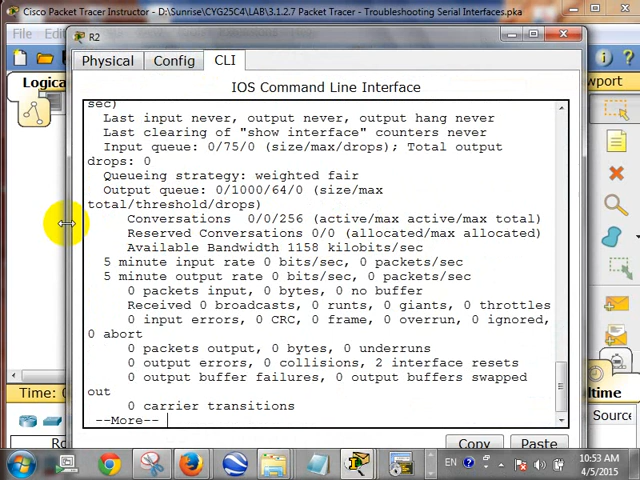 Cisco Packet Tracer Instructor - D:\Sunrise\CYG25C4\LAB\3.1.2.7 Packet Tracer - Troubleshooting Serial Interfaces.pka
File
R2
Physical
Config
CLI
Logica
wport
IOS Command Line Interface
sec)
Last input never, output never, output hang never
Last clearing of "show interface" counters never
Input queue: 0/75/0 (size/max/drops); Total output
drops: 0
Queueing strategy: weighted fair
Output queue: 0/1000/64/0 (size/max
total/threshold/drops)
Conversations  0/0/256 (active/max active/max total)
Reserved Conversations 0/0 (allocated/max allocated)
Available Bandwidth 1158 kilobits/sec
5 minute input rate 0 bits/sec, 0 packets/sec
5 minute output rate 0 bits/sec, 0 packets/sec
0 packets input, 0 bytes, 0 no buffer
Received 0 broadcasts, 0 runts, 0 giants, 0 throttles
0 input errors, 0 CRC, 0 frame, 0 overrun, 0 ignored,
0 abort
0 packets output, 0 bytes, 0 underruns
0 output errors, 0 collisions, 2 interface resets
0 output buffer failures, 0 output buffers swapped
out
0 carrier transitions
--More--
Copy
Paste
Time: 0
ltime
Source
Ro
EN
10:53 AM
4/5/2015